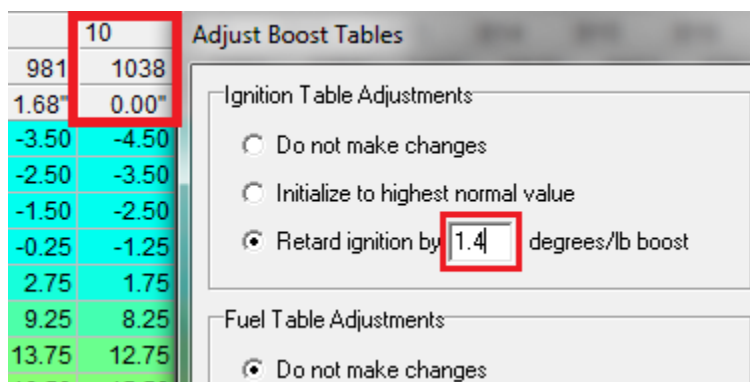 10
981 1038
1.68" 0.00"
-3.50 -4.50
-2.50 -3.50
-1.50 -2.50
-0.25 -1.25
2.75 1.75
9.25 8.25
13.75 12.75
Adjust Boost Tables
Ignition Table Adjustments
Do not make changes
Initialize to highest normal value
Retard ignition by 1.4 degrees/lb boost
Fuel Table Adjustments
Do not make changes